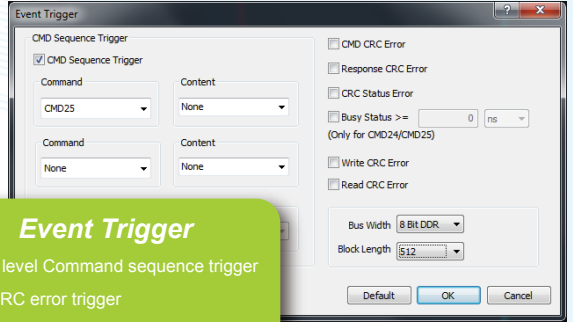 Event Trigger
CMD Sequence Trigger
CMD Sequence Trigger
Command
Content
CMD25
None
Command
Content
None
None
CMD CRC Error
Response CRC Error
CRC Status Error
Busy Status >= 0 ns
(Only for CMD24/CMD25)
Write CRC Error
Read CRC Error
Bus Width 8 Bit DDR
Block Length 512
Default OK Cancel
Event Trigger
level Command sequence trigger
RC error trigger